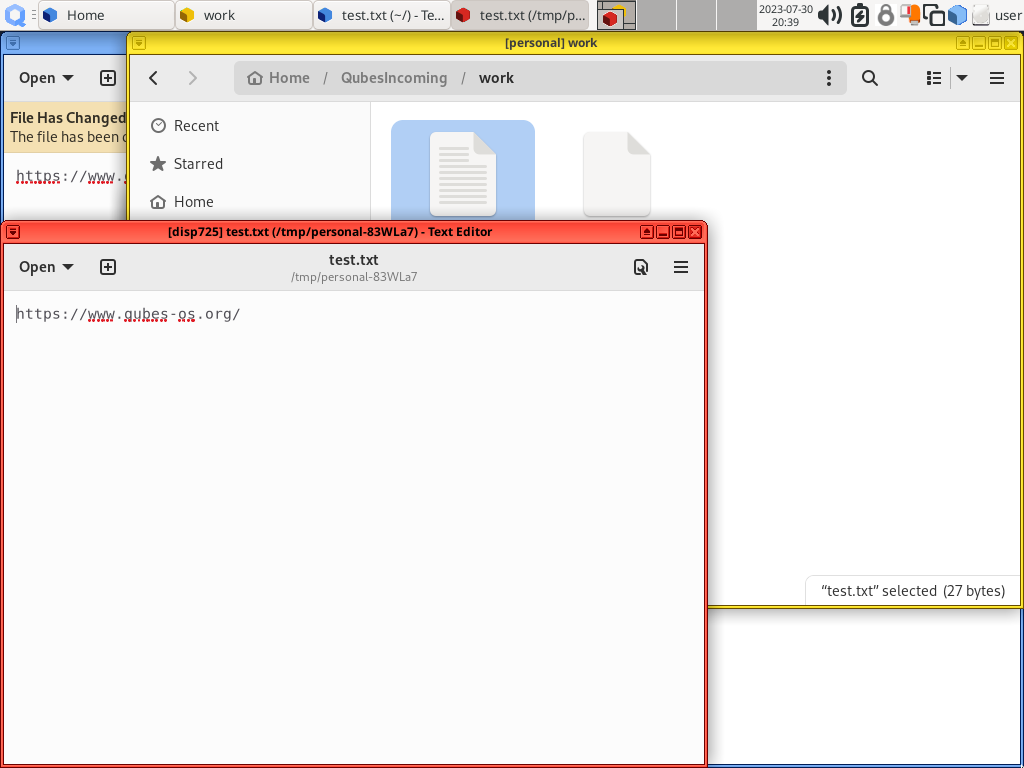 Home
work
test.txt (~/) - Te...
test.txt (/tmp/p...
2023-07-30
20:39
user
[personal] work
Open
Home / QubesIncoming / work
File Has Changed
The file has been
https://www.
Recent
Starred
Home
[disp725] test.txt (/tmp/personal-83WLa7) - Text Editor
Open
test.txt
/tmp/personal-83WLa7
https://www.qubes-os.org/
“test.txt” selected (27 bytes)